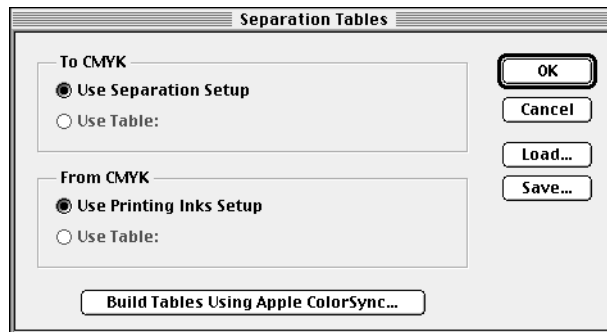 Separation Tables
To CMYK
Use Separation Setup
Use Table:
From CMYK
Use Printing Inks Setup
Use Table:
Build Tables Using Apple ColorSync...
OK
Cancel
Load...
Save...